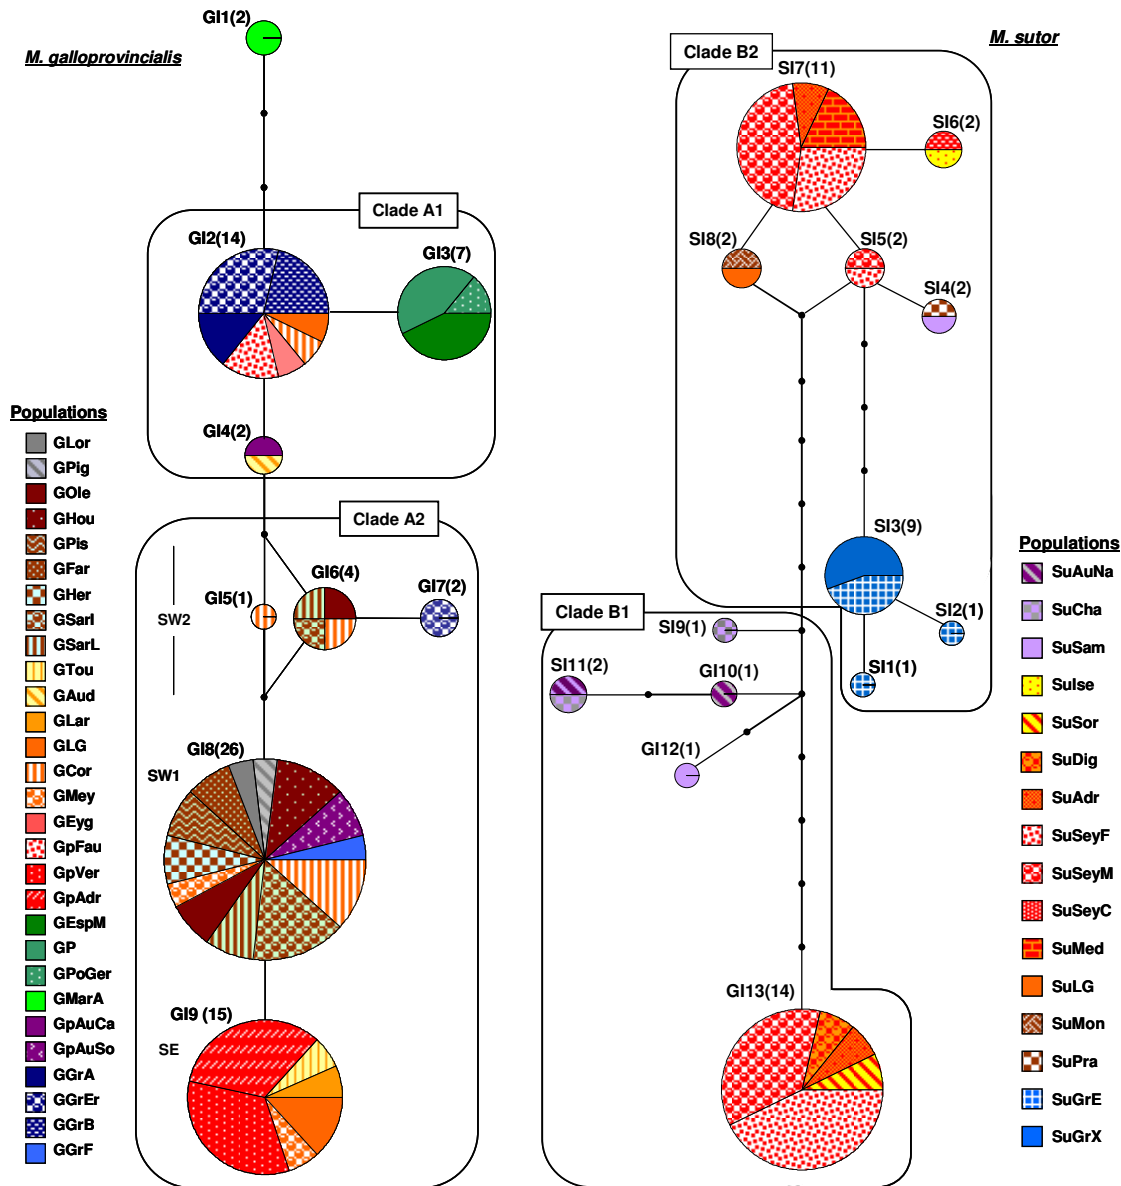 M. galloprovincialis
GI1(2)
Clade A1
GI2(14)
GI3(7)
GI4(2)
Clade A2
SW2
GI5(1)
GI6(4)
GI7(2)
GI8(26)
SW1
GI9 (15)
SE
Populations
GLor
GPig
GOle
GHou
GPis
GFar
GHer
GSarI
GSarL
GTou
GAud
GLar
GLG
GCor
GMey
GEyg
GpFau
GpVer
GpAdr
GEspM
GP
GPoGer
GMarA
GpAuCa
GpAuSo
GGrA
GGrEr
GGrB
GGrF
M. sutor
Clade B2
SI7(11)
SI6(2)
SI8(2)
SI5(2)
SI4(2)
SI3(9)
SI2(1)
SI1(1)
Clade B1
SI9(1)
SI11(2)
GI10(1)
GI12(1)
GI13(14)
Populations
SuAuNa
SuCha
SuSam
SuIse
SuSor
SuDig
SuAdr
SuSeyF
SuSeyM
SuSeyC
SuMed
SuLG
SuMon
SuPra
SuGrE
SuGrX